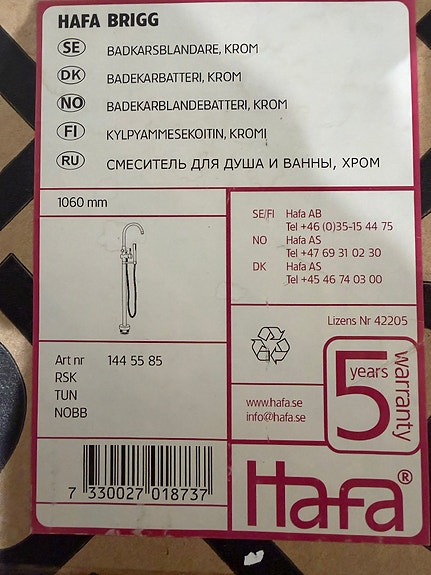 HAFA BRIGG
SE BADKARSBLANDARE, KROM
DK BADEKARBATTERI, KROM
NO BADEKARBLANDEBATTERI, KROM
FI KYLPYAMMESEKOITIN, KROMI
RU СМЕСИТЕЛЬ ДЛЯ ДУША И ВАННЫ, ХРОМ
1060 mm
SE/FI Hafa AB
Tel +46 (0)35-15 44 75
NO Hafa AS
Tel +47 69 31 02 30
DK Hafa AS
Tel +45 46 74 03 00
Lizens Nr 42205
Art nr 144 55 85
RSK
TUN
NOBB
5 years warranty
www.hafa.se
info@hafa.se
7 330027 018737
Hafa®